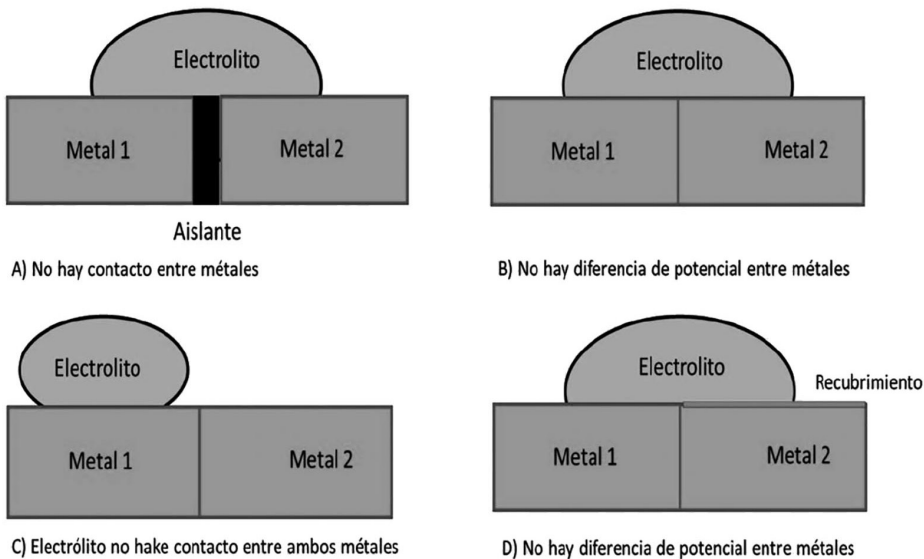 Electrolito
Metal 1
Metal 2
Aislante
A) No hay contacto entre métales
Electrolito
Metal 1
Metal 2
B) No hay diferencia de potencial entre métales
Electrolito
Metal 1
Metal 2
C) Electrólito no hake contacto entre ambos métales
Electrolito
Recubrimiento
Metal 1
Metal 2
D) No hay diferencia de potencial entre métales